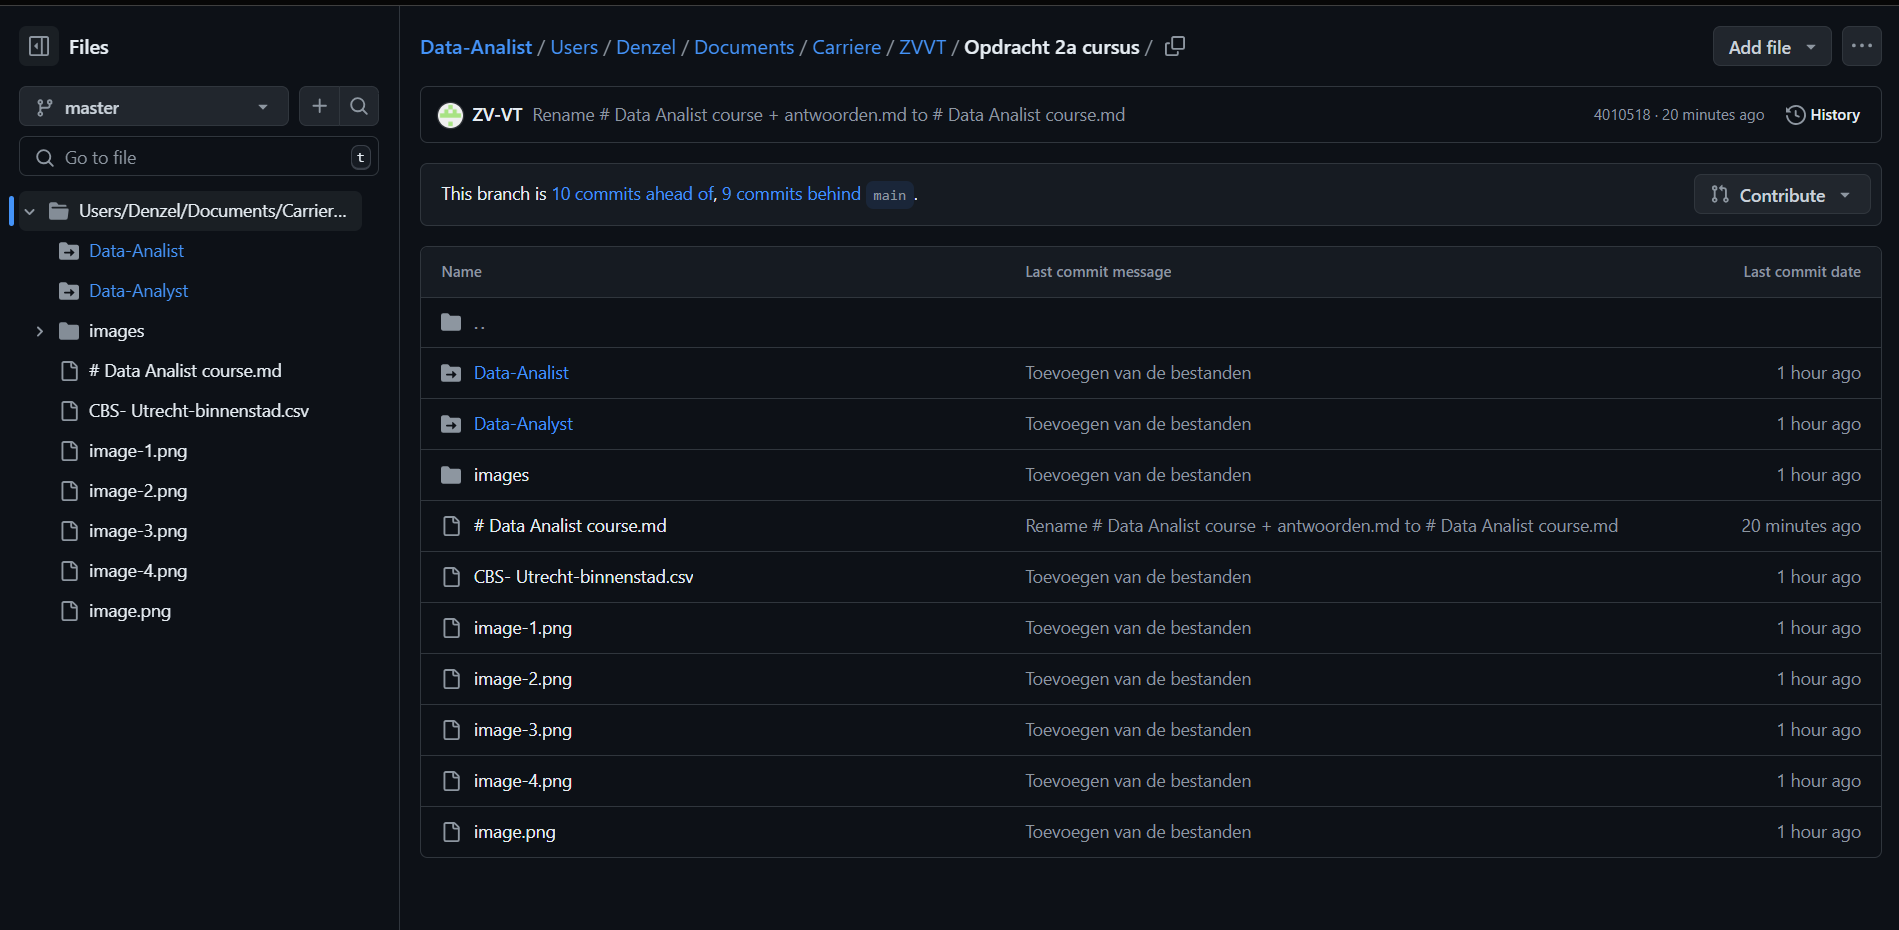 Files
master
Go to file
t
Users/Denzel/Documents/Carrier...
Data-Analist
Data-Analyst
images
# Data Analist course.md
CBS- Utrecht-binnenstad.csv
image-1.png
image-2.png
image-3.png
image-4.png
image.png
Data-Analist / Users / Denzel / Documents / Carriere / ZVVT / Opdracht 2a cursus /
Add file
ZV-VT Rename # Data Analist course + antwoorden.md to # Data Analist course.md 4010518 · 20 minutes ago History
This branch is 10 commits ahead of, 9 commits behind main .
Contribute
Name Last commit message Last commit date
..
Data-Analist Toevoegen van de bestanden 1 hour ago
Data-Analyst Toevoegen van de bestanden 1 hour ago
images Toevoegen van de bestanden 1 hour ago
# Data Analist course.md Rename # Data Analist course + antwoorden.md to # Data Analist course.md 20 minutes ago
CBS- Utrecht-binnenstad.csv Toevoegen van de bestanden 1 hour ago
image-1.png Toevoegen van de bestanden 1 hour ago
image-2.png Toevoegen van de bestanden 1 hour ago
image-3.png Toevoegen van de bestanden 1 hour ago
image-4.png Toevoegen van de bestanden 1 hour ago
image.png Toevoegen van de bestanden 1 hour ago